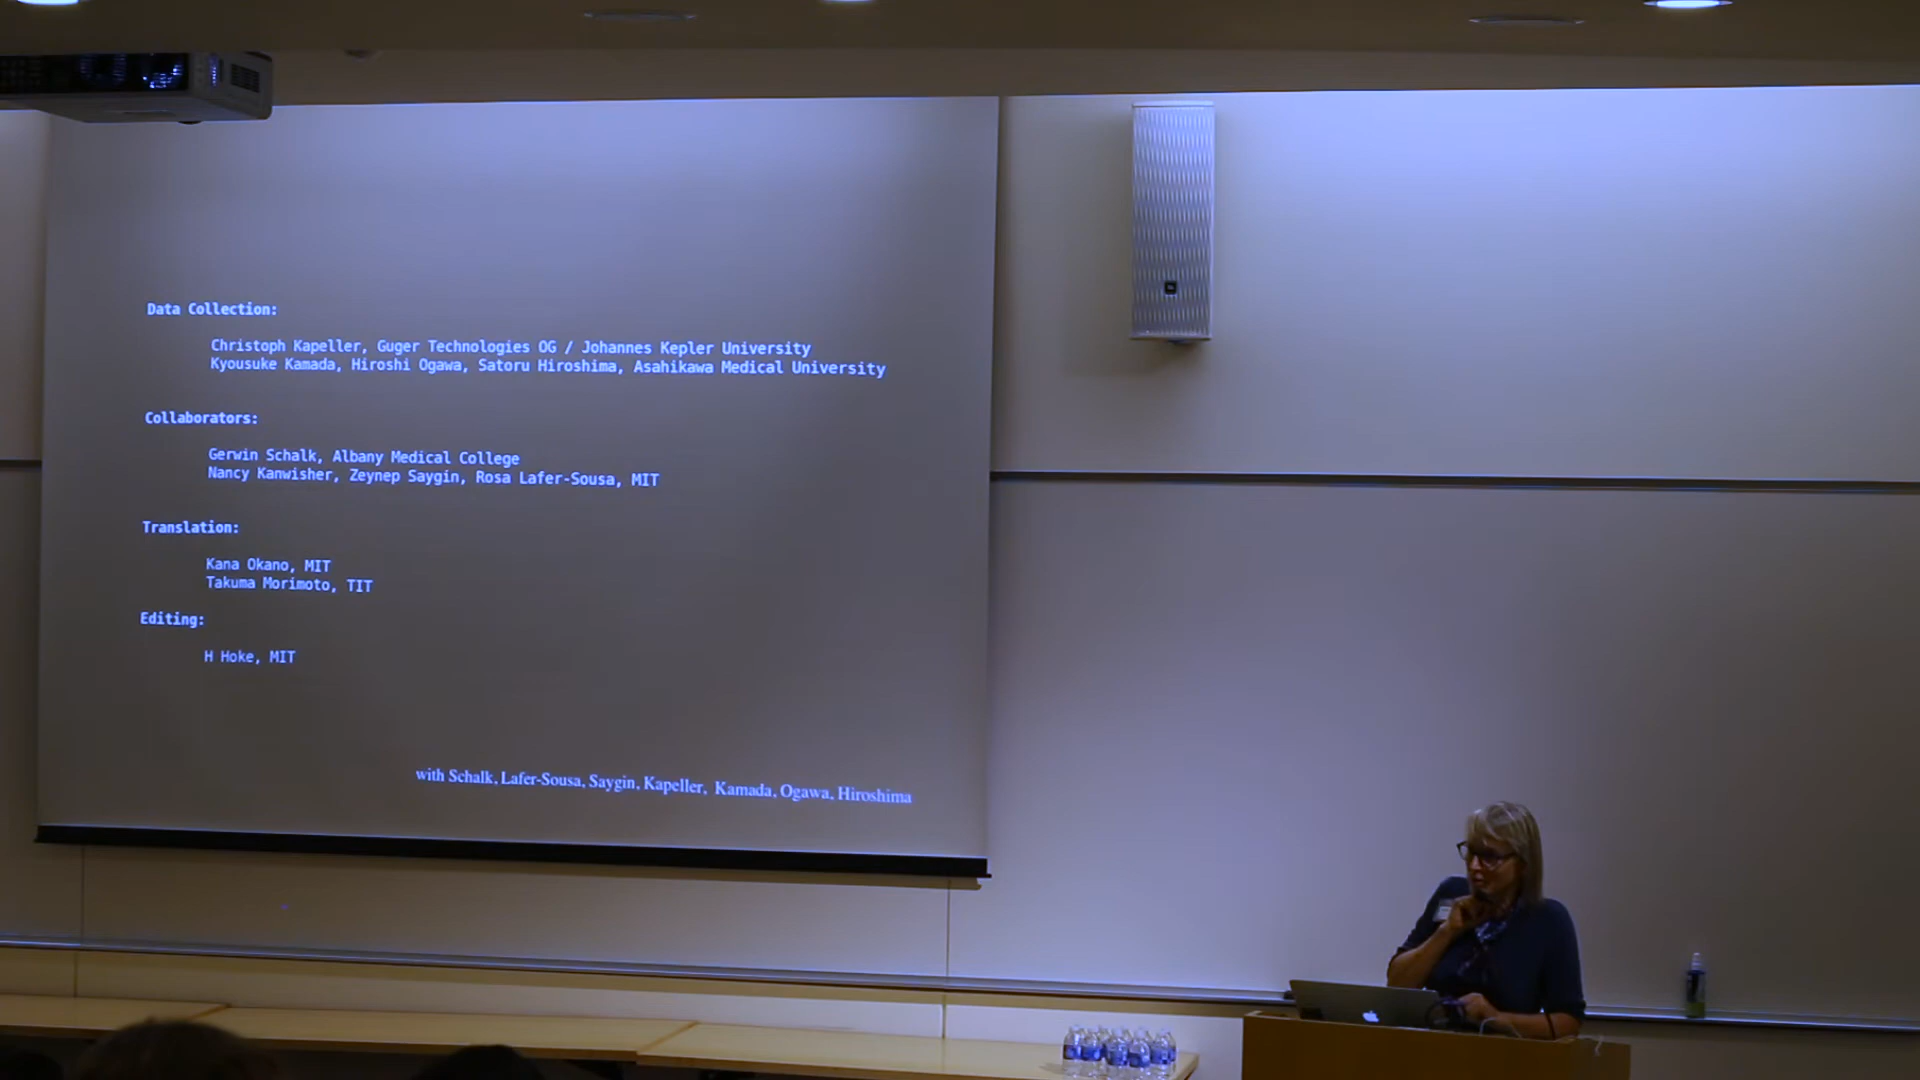 Data Collection:
Christoph Kapeller, Guger Technologies OG / Johannes Kepler University
Kyousuke Kamada, Hiroshi Ogawa, Satoru Hiroshima, Asahikawa Medical University
Collaborators:
Gerwin Schalk, Albany Medical College
Nancy Kanwisher, Zeynep Saygin, Rosa Lafer-Sousa, MIT
Translation:
Kana Okano, MIT
Takuma Morimoto, TIT
Editing:
H Hoke, MIT
with Schalk, Lafer-Sousa, Saygin, Kapeller, Kamada, Ogawa, Hiroshima